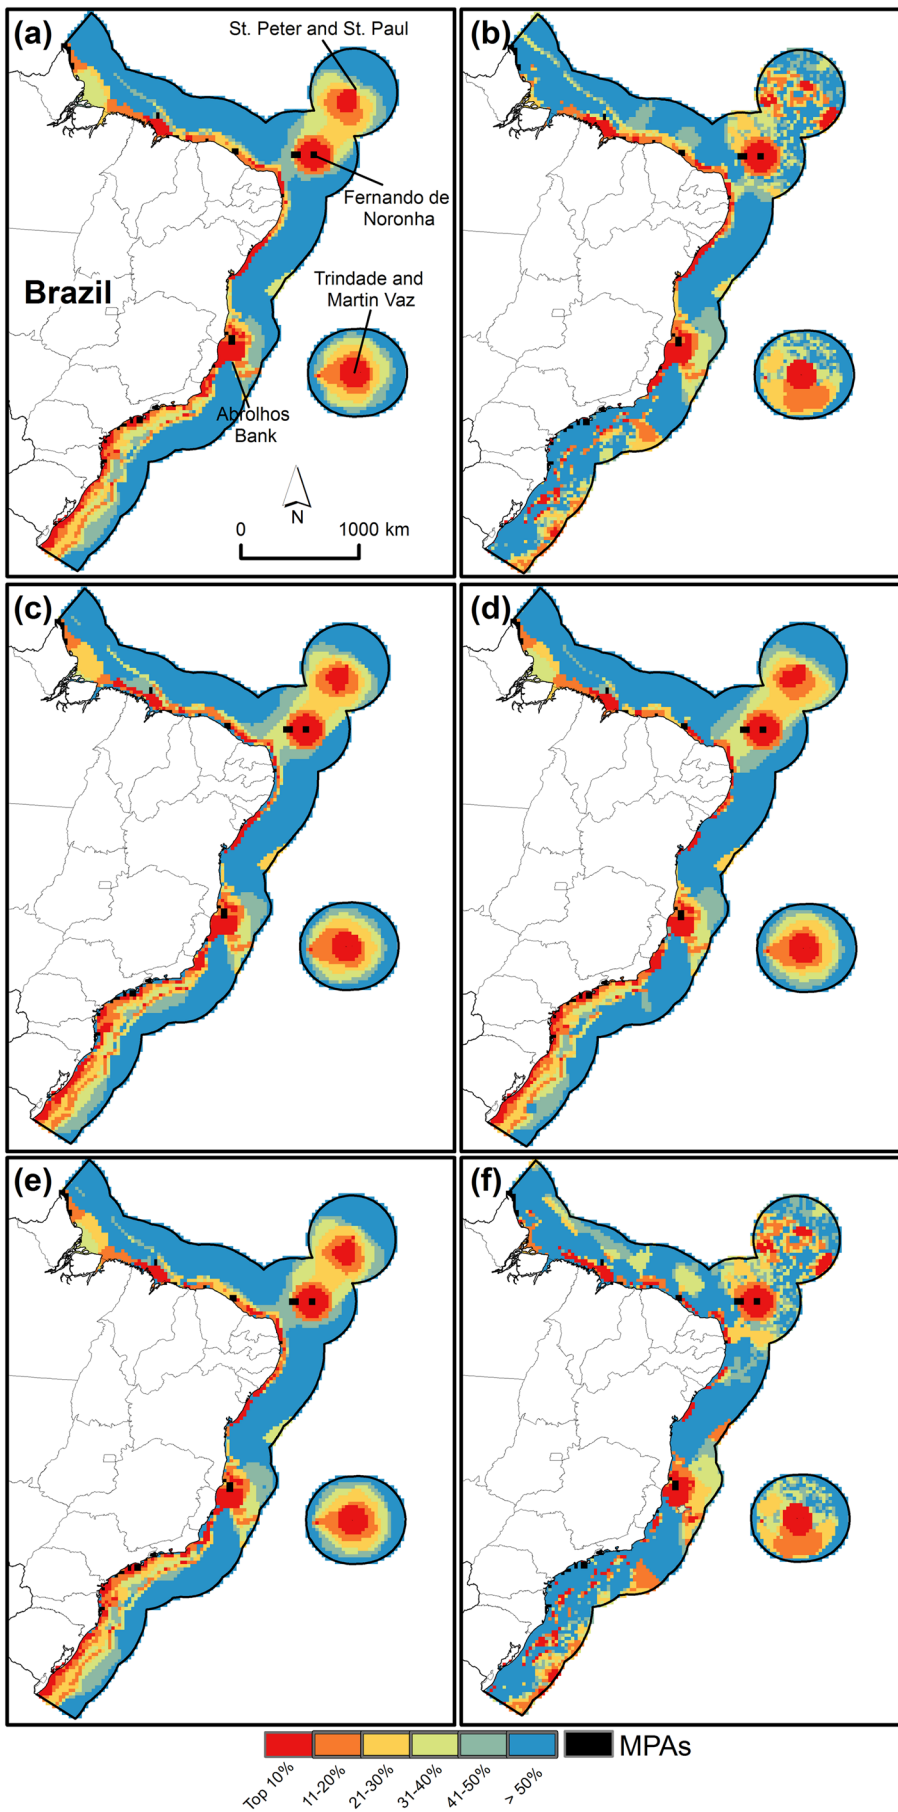 (a)
St. Peter and St. Paul
Fernando de
Noronha
Brazil
Trindade and
Martin Vaz
Abrolhos
Bank
N
0 1000 km
(b)
(c)
(d)
(e)
(f)
Top 10%
11-20%
21-30%
31-40%
41-50%
> 50%
MPAs